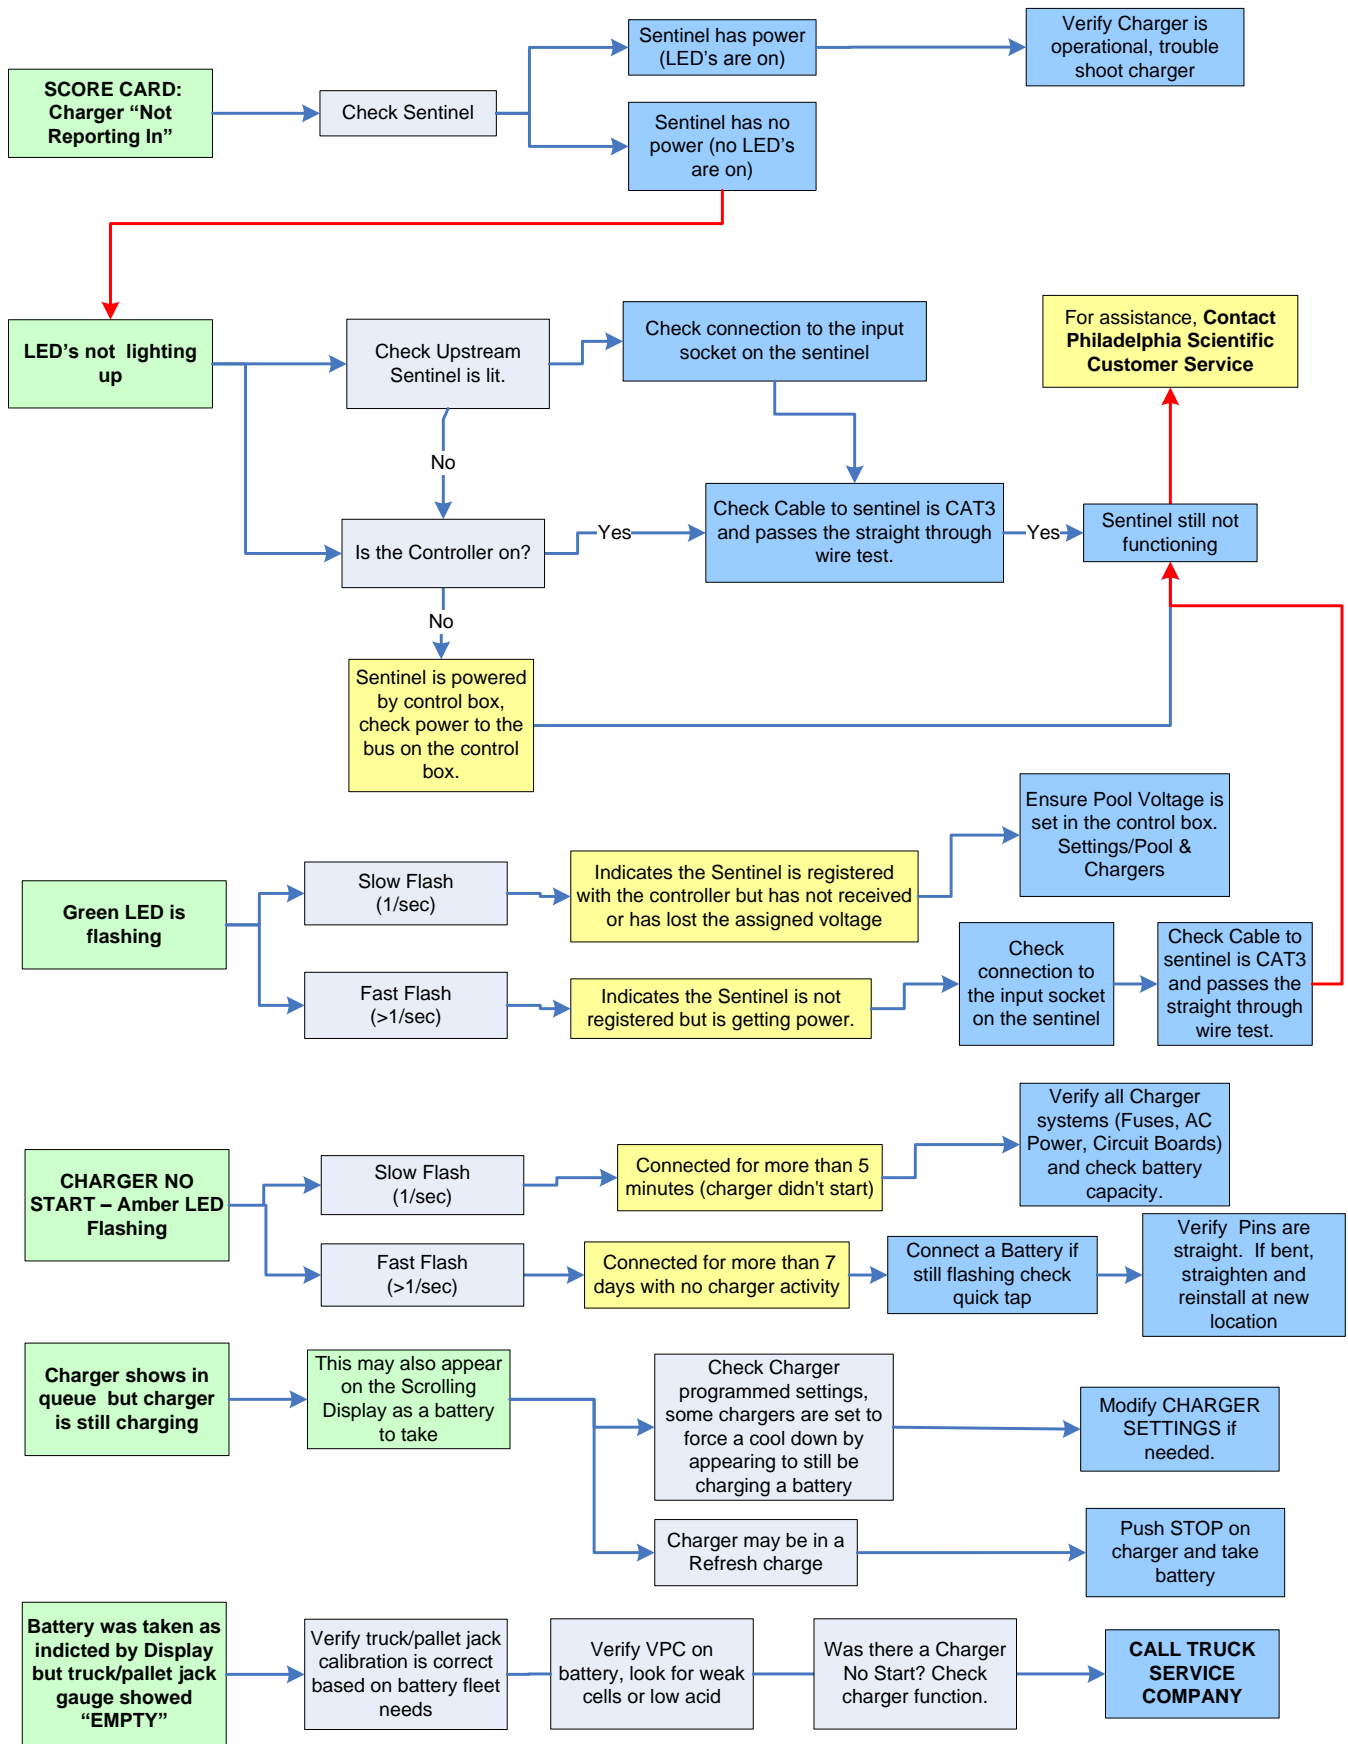 SCORE CARD:
Charger “Not
Reporting In”
Check Sentinel
Sentinel has power
(LED's are on)
Verify Charger is
operational, trouble
shoot charger
Sentinel has no
power (no LED's
are on)
LED's not lighting
up
Check Upstream
Sentinel is lit.
Check connection to the input
socket on the sentinel
For assistance, Contact
Philadelphia Scientific
Customer Service
No
Is the Controller on?
Yes
Check Cable to sentinel is CAT3
and passes the straight through
wire test.
Yes
Sentinel still not
functioning
No
Sentinel is powered
by control box,
check power to the
bus on the control
box.
Green LED is
flashing
Slow Flash
(1/sec)
Indicates the Sentinel is registered
with the controller but has not received
or has lost the assigned voltage
Ensure Pool Voltage is
set in the control box.
Settings/Pool &
Chargers
Fast Flash
(>1/sec)
Indicates the Sentinel is not
registered but is getting power.
Check
connection to
the input socket
on the sentinel
Check Cable to
sentinel is CAT3
and passes the
straight through
wire test.
CHARGER NO
START – Amber LED
Flashing
Slow Flash
(1/sec)
Connected for more than 5
minutes (charger didn't start)
Verify all Charger
systems (Fuses, AC
Power, Circuit Boards)
and check battery
capacity.
Fast Flash
(>1/sec)
Connected for more than 7
days with no charger activity
Connect a Battery if
still flashing check
quick tap
Verify Pins are
straight. If bent,
straighten and
reinstall at new
location
Charger shows in
queue but charger
is still charging
This may also appear
on the Scrolling
Display as a battery
to take
Check Charger
programmed settings,
some chargers are set to
force a cool down by
appearing to still be
charging a battery
Modify CHARGER
SETTINGS if
needed.
Charger may be in a
Refresh charge
Push STOP on
charger and take
battery
Battery was taken as
indicted by Display
but truck/pallet jack
gauge showed
“EMPTY”
Verify truck/pallet jack
calibration is correct
based on battery fleet
needs
Verify VPC on
battery, look for weak
cells or low acid
Was there a Charger
No Start? Check
charger function.
CALL TRUCK
SERVICE
COMPANY